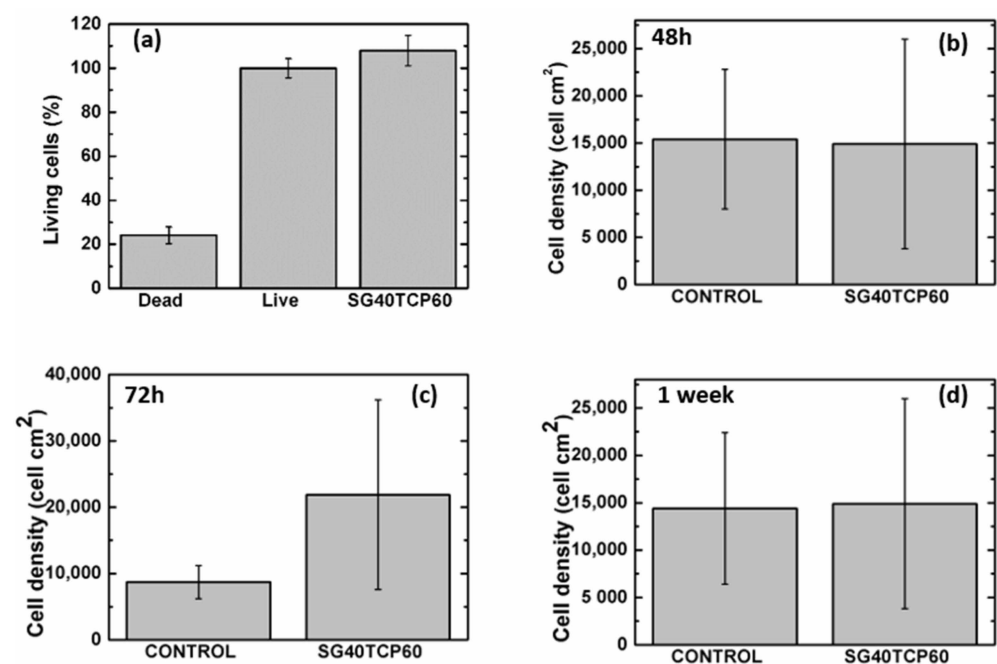 (a)
Living cells (%)
120
100
80
60
40
20
0
Dead Live SG40TCP60
48h (b)
Cell density (cell cm²)
25,000
20,000
15,000
10,000
5 000
0
CONTROL SG40TCP60
72h (c)
Cell density (cell cm²)
40,000
30,000
20,000
10,000
0
CONTROL SG40TCP60
1 week (d)
Cell density (cell cm²)
25,000
20,000
15,000
10,000
5 000
0
CONTROL SG40TCP60